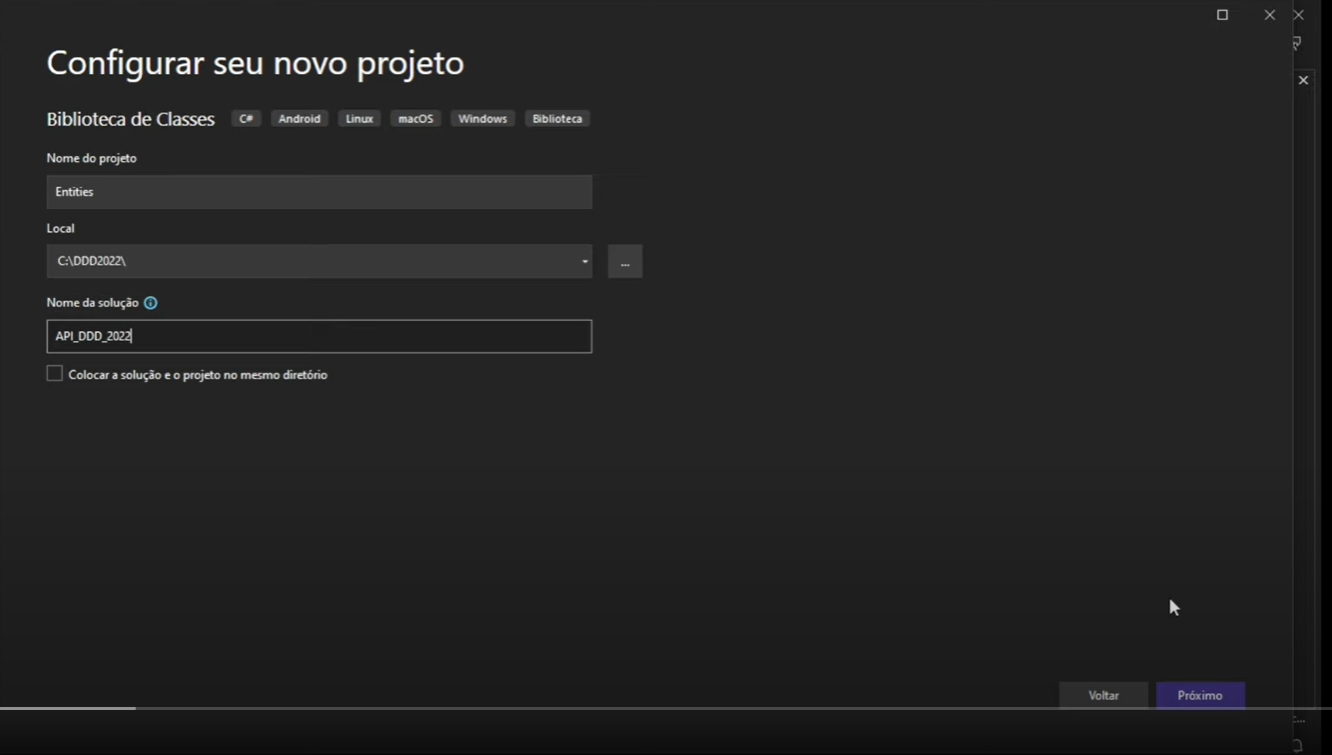 Configurar seu novo projeto
Biblioteca de Classes C# Android Linux macOS Windows Biblioteca
Nome do projeto
Entities
Local
C:\DDD2022\
...
Nome da solução
API_DDD_2022
Colocar a solução e o projeto no mesmo diretório
Voltar Próximo